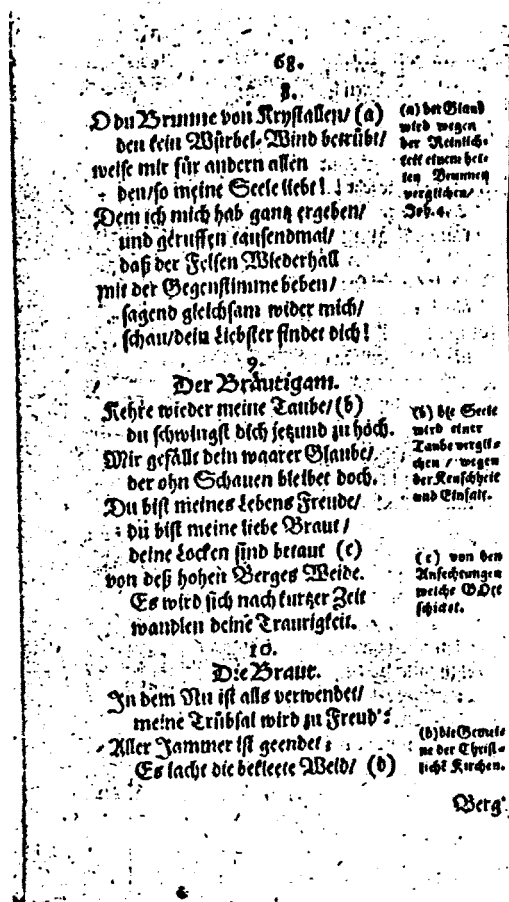 68.
8.
O du Brunne von Krystallen/ (a)
den kein Würbel-Wind betrübt/
weise mir für andern allen
den/ so meine Seele liebt!
Dem ich mich hab gantz ergeben/
und geruffen tausendmal/
daß der Felsen Wiederhall
mit der Gegenstimme beben/
sagend gleichsam wider mich/
schau/ dein Liebster findet dich!
(a) der Glaub
wird wegen
der Reinlich-
keit einem hel-
len Brunnen
verglichen/
Joh. 4.
9.
Der Bräutigam.
Kehre wieder meine Taube/ (b)
du schwingst dich jetzund zu hoch.
Mir gefällt dein waarer Glaube/
der ohn Schauen bleibet doch.
Du bist meines Lebens Freude/
du bist meine liebe Braut/
deine Locken sind betaut (c)
von deß hohen Berges Weide.
Es wird sich nach kurtzer Zeit
wandlen deine Traurigkeit.
(b) die Seele
wird einer
Taube vergli-
chen/ wegen
der Keuschheit
und Einfalt.
(c) von den
Anfechtungen
welche GOtt
schicket.
10.
Die Braut.
In dem Nu ist alls verwendet/
meine Trübsal wird zu Freud':
Aller Jammer ist geendet:
Es lacht die bekleete Weid/ (d)
(d) die Gemei-
ne der Christ-
lichē Kirchen.
Berg'